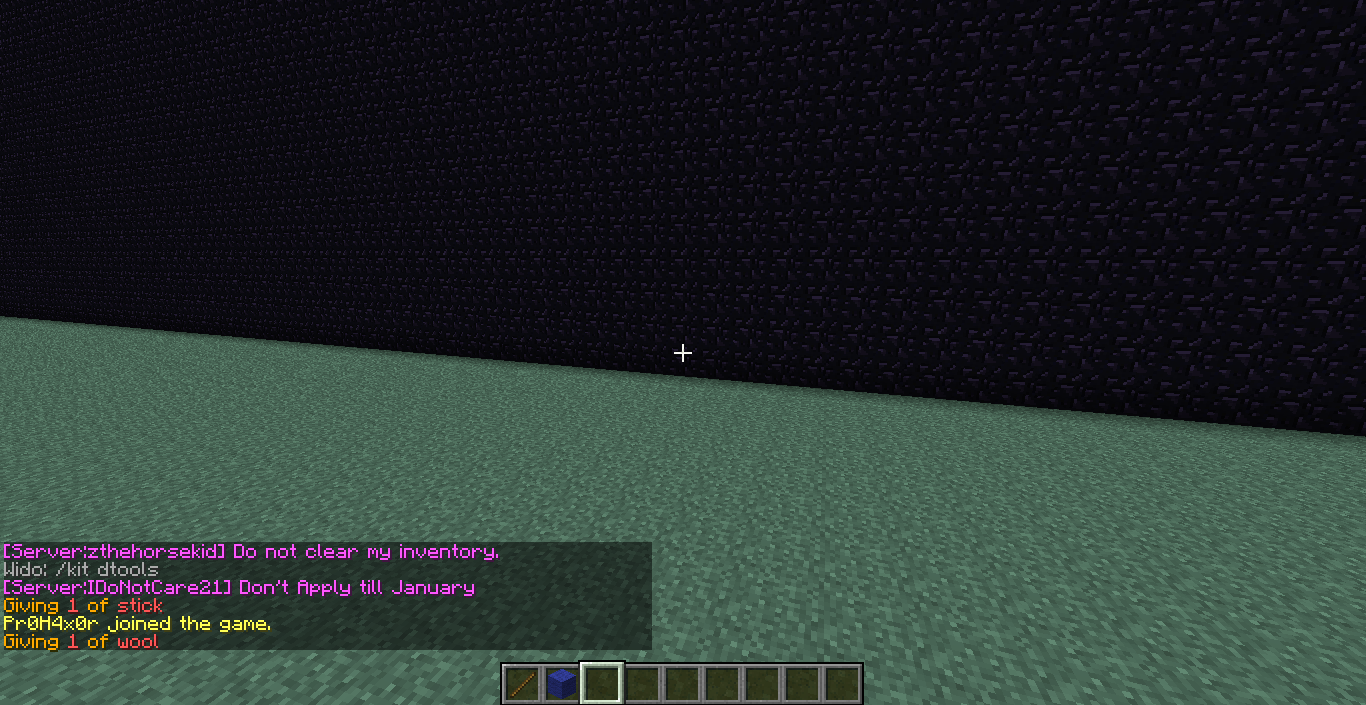 [Server:zthehorsekid] Do not clear my inventory.
Wido: /kit dtools
[Server:IDoNotCare21] Don't Apply till January
Giving 1 of stick
Pr0H4x0r joined the game.
Giving 1 of wool